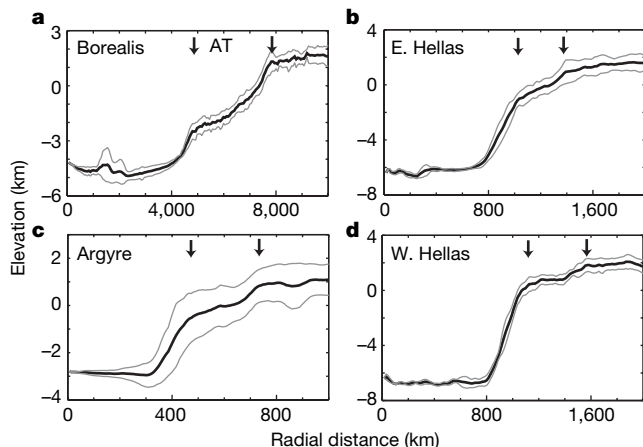 a
Borealis
AT
3
0
−3
−6
0
4,000
8,000
b
E. Hellas
4
0
−4
−8
0
800
1,600
c
Argyre
2
0
−2
−4
0
400
800
d
W. Hellas
4
0
−4
−8
0
800
1,600
Elevation (km)
Radial distance (km)